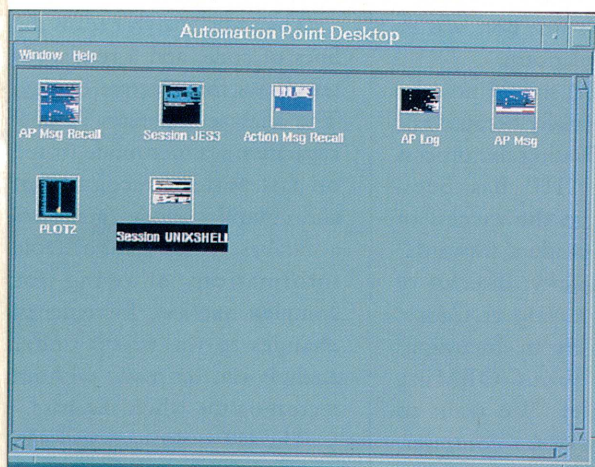 Automation Point Desktop
Window Help
AP Msg Recall
Session JES3
Action Msg Recall
AP Log
AP Msg
PLOT2
Session UNIXSHELL